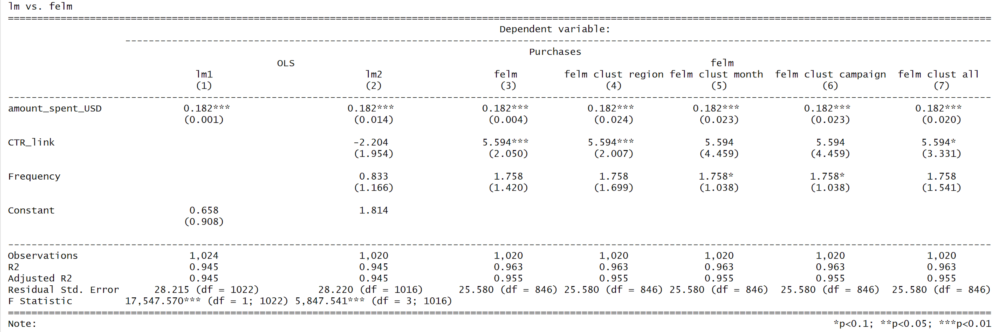 lm vs. felm
==========================================================================================================================================================================
Dependent variable:
------------------------------------------------------------------------------------------------------------------------------------------------------
Purchases
OLS felm
lm1 lm2 felm felm clust region felm clust month felm clust campaign felm clust all
(1) (2) (3) (4) (5) (6) (7)
--------------------------------------------------------------------------------------------------------------------------------------------------------------------------
amount_spent_USD 0.182*** 0.182*** 0.182*** 0.182*** 0.182*** 0.182*** 0.182***
(0.001) (0.014) (0.004) (0.024) (0.023) (0.023) (0.020)
CTR_link -2.204 5.594*** 5.594*** 5.594 5.594 5.594*
(1.954) (2.050) (2.007) (4.459) (4.459) (3.331)
Frequency 0.833 1.758 1.758 1.758* 1.758* 1.758
(1.166) (1.420) (1.699) (1.038) (1.038) (1.541)
Constant 0.658 1.814
(0.908)
--------------------------------------------------------------------------------------------------------------------------------------------------------------------------
Observations 1,024 1,020 1,020 1,020 1,020 1,020 1,020
R2 0.945 0.945 0.963 0.963 0.963 0.963 0.963
Adjusted R2 0.945 0.945 0.955 0.955 0.955 0.955 0.955
Residual Std. Error 28.215 (df = 1022) 28.220 (df = 1016) 25.580 (df = 846) 25.580 (df = 846) 25.580 (df = 846) 25.580 (df = 846) 25.580 (df = 846)
F Statistic 17,547.570*** (df = 1; 1022) 5,847.541*** (df = 3; 1016)
==========================================================================================================================================================================
Note: *p<0.1; **p<0.05; ***p<0.01